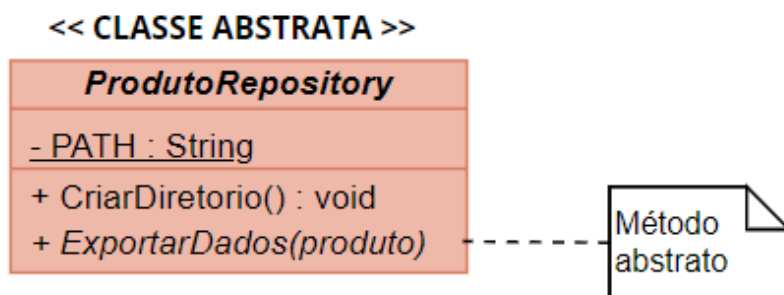 << CLASSE ABSTRATA >>
ProdutoRepository
- PATH : String
+ CriarDiretorio() : void
+ ExportarDados(produto)
Método
abstrato